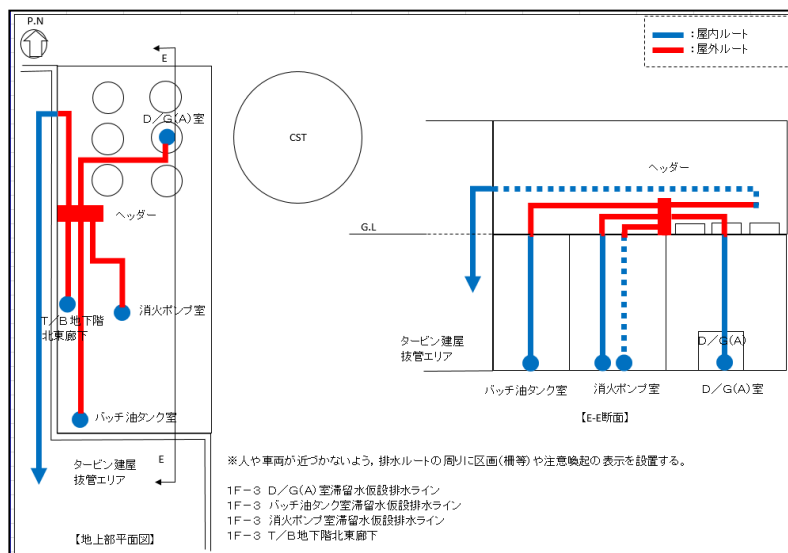 P.N
E
:屋内ルート
:屋外ルート
D/G(A)室
CST
ヘッダー
ヘッダー
G.L
消火ポンプ室
T/B地下階
北東廊下
タービン建屋
抜管エリア
D/G(A)
バッチ油タンク室
消火ポンプ室
D/G(A)室
【E-E断面】
バッチ油タンク室
タービン建屋
抜管エリア
E
※人や車両が近づかないよう、排水ルートの周りに区画(柵等)や注意喚起の表示を設置する。
1F-3 D/G(A)室滞留水仮設排水ライン
1F-3 バッチ油タンク室滞留水仮設排水ライン
1F-3 消火ポンプ室滞留水仮設排水ライン
1F-3 T/B地下階北東廊下
【地上部平面図】